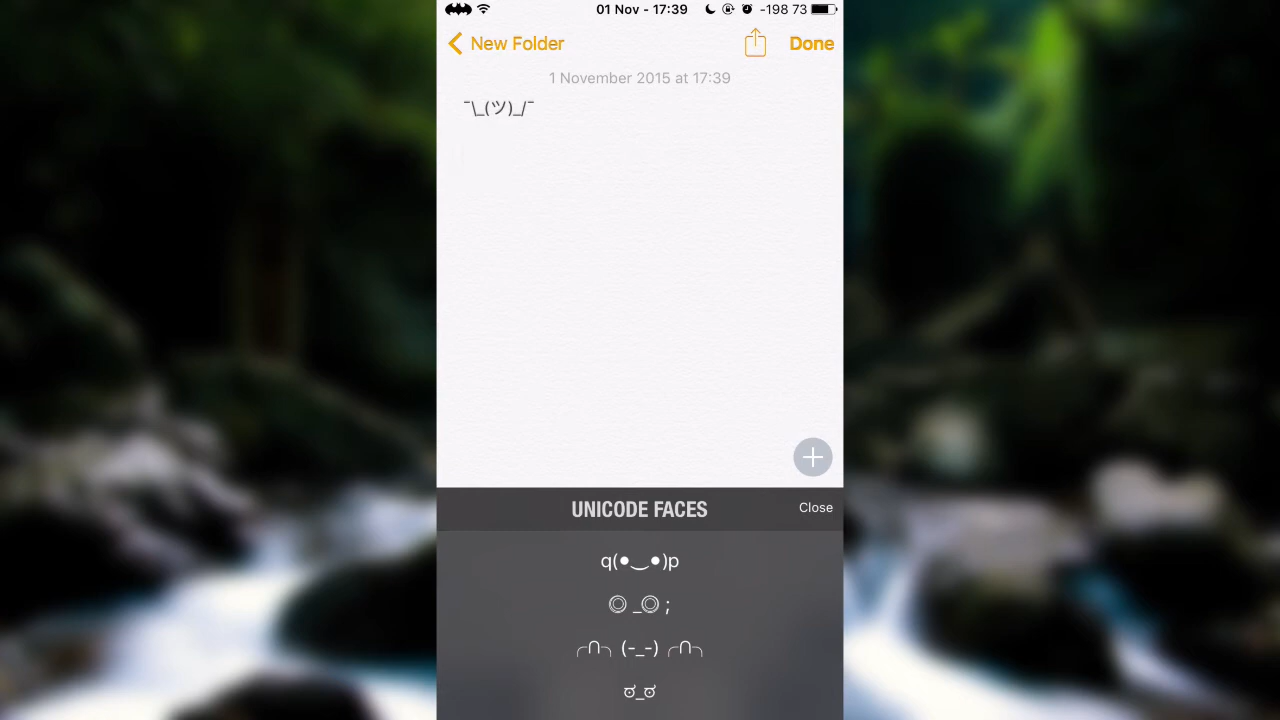 01 Nov - 17:39
-198 73
New Folder
Done
1 November 2015 at 17:39
¯\_(ツ)_/¯
UNICODE FACES
Close
q(●‿●)p
◎_◎;
╭∩╮(-_-)╭∩╮
ಠ_ಠ